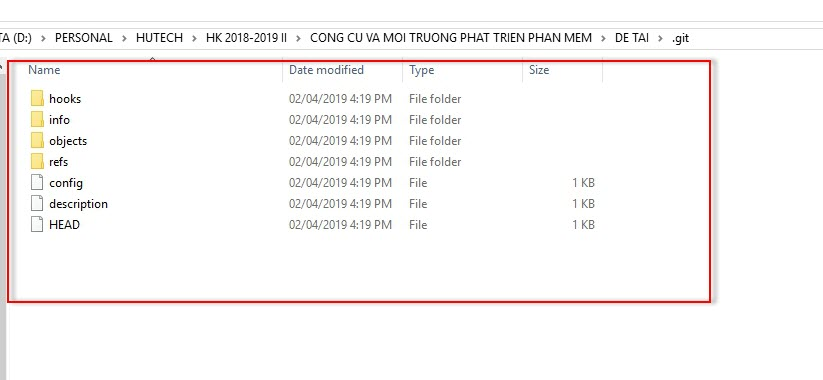 TA (D:) > PERSONAL > HUTECH > HK 2018-2019 II > CONG CU VA MOI TRUONG PHAT TRIEN PHAN MEM > DE TAI > .git
Name Date modified Type Size
hooks 02/04/2019 4:19 PM File folder
info 02/04/2019 4:19 PM File folder
objects 02/04/2019 4:19 PM File folder
refs 02/04/2019 4:19 PM File folder
config 02/04/2019 4:19 PM File 1 KB
description 02/04/2019 4:19 PM File 1 KB
HEAD 02/04/2019 4:19 PM File 1 KB